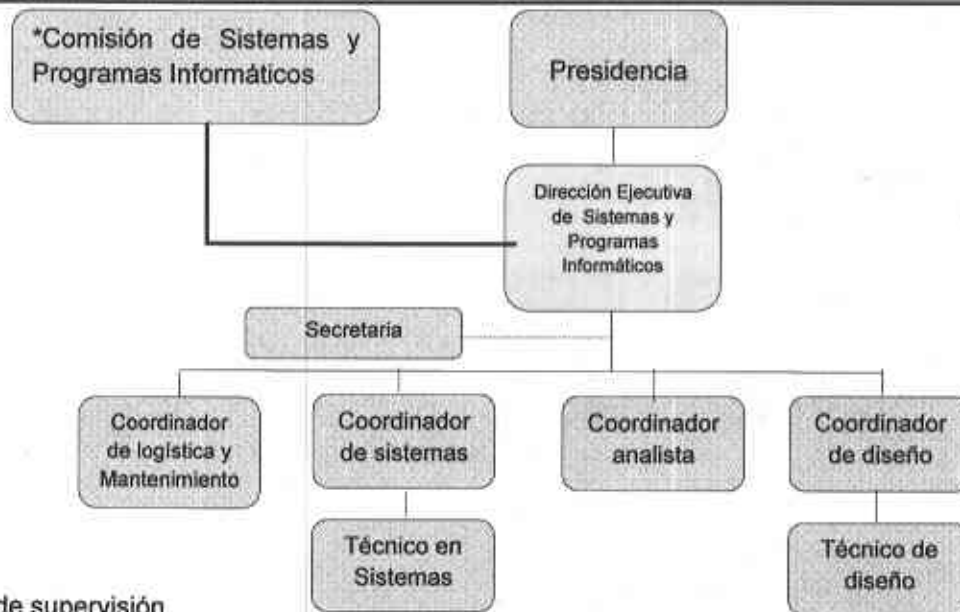 *Comisión de Sistemas y
Programas Informáticos
Presidencia
Dirección Ejecutiva
de Sistemas y
Programas
Informáticos
Secretaria
Coordinador
de logística y
Mantenimiento
Coordinador
de sistemas
Coordinador
analista
Coordinador
de diseño
Técnico en
Sistemas
Técnico de
diseño
de supervisión